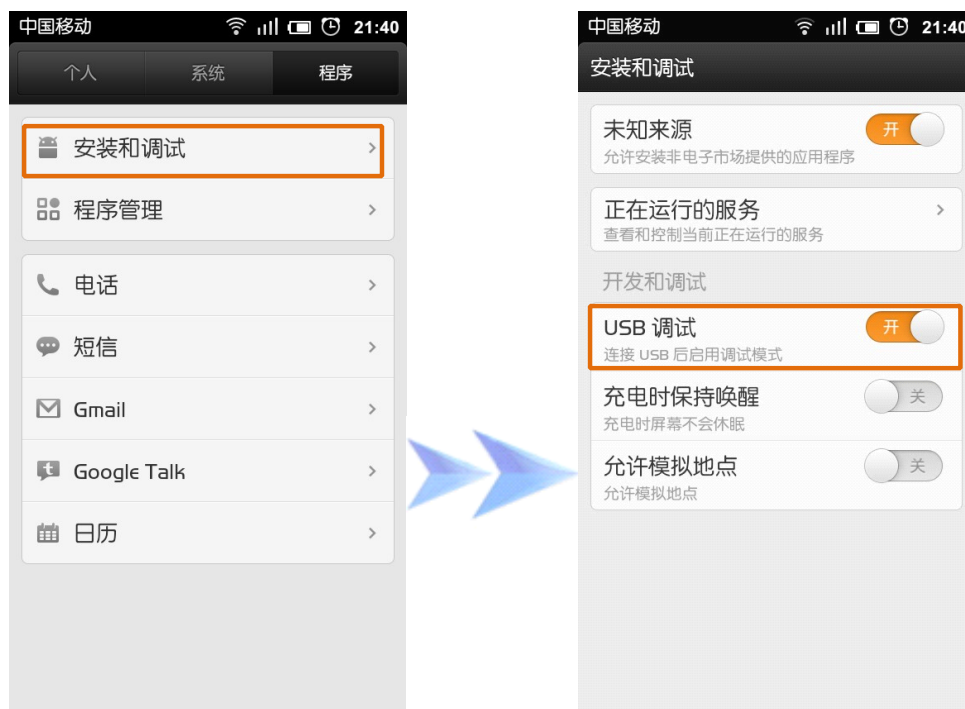 中国移动 21:40
个人 系统 程序
安装和调试
程序管理
电话
短信
Gmail
Google Talk
日历
中国移动 21:40
安装和调试
未知来源 开
允许安装非电子市场提供的应用程序
正在运行的服务
查看和控制当前正在运行的服务
开发和调试
USB 调试 开
连接 USB 后启用调试模式
充电时保持唤醒 关
充电时屏幕不会休眠
允许模拟地点 关
允许模拟地点